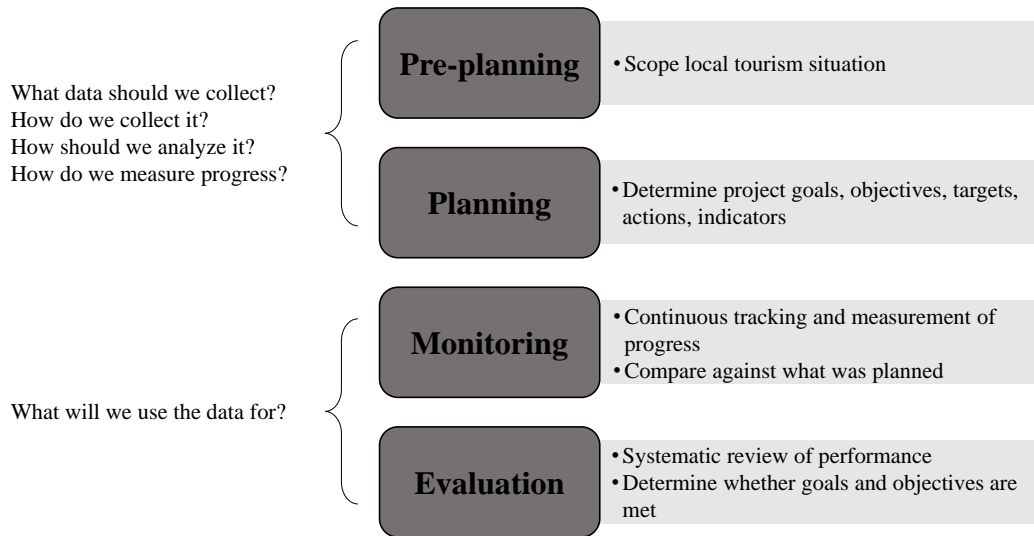 What data should we collect?
How do we collect it?
How should we analyze it?
How do we measure progress?
Pre-planning
• Scope local tourism situation
Planning
• Determine project goals, objectives, targets,
actions, indicators
What will we use the data for?
Monitoring
• Continuous tracking and measurement of
progress
• Compare against what was planned
Evaluation
• Systematic review of performance
• Determine whether goals and objectives are
met